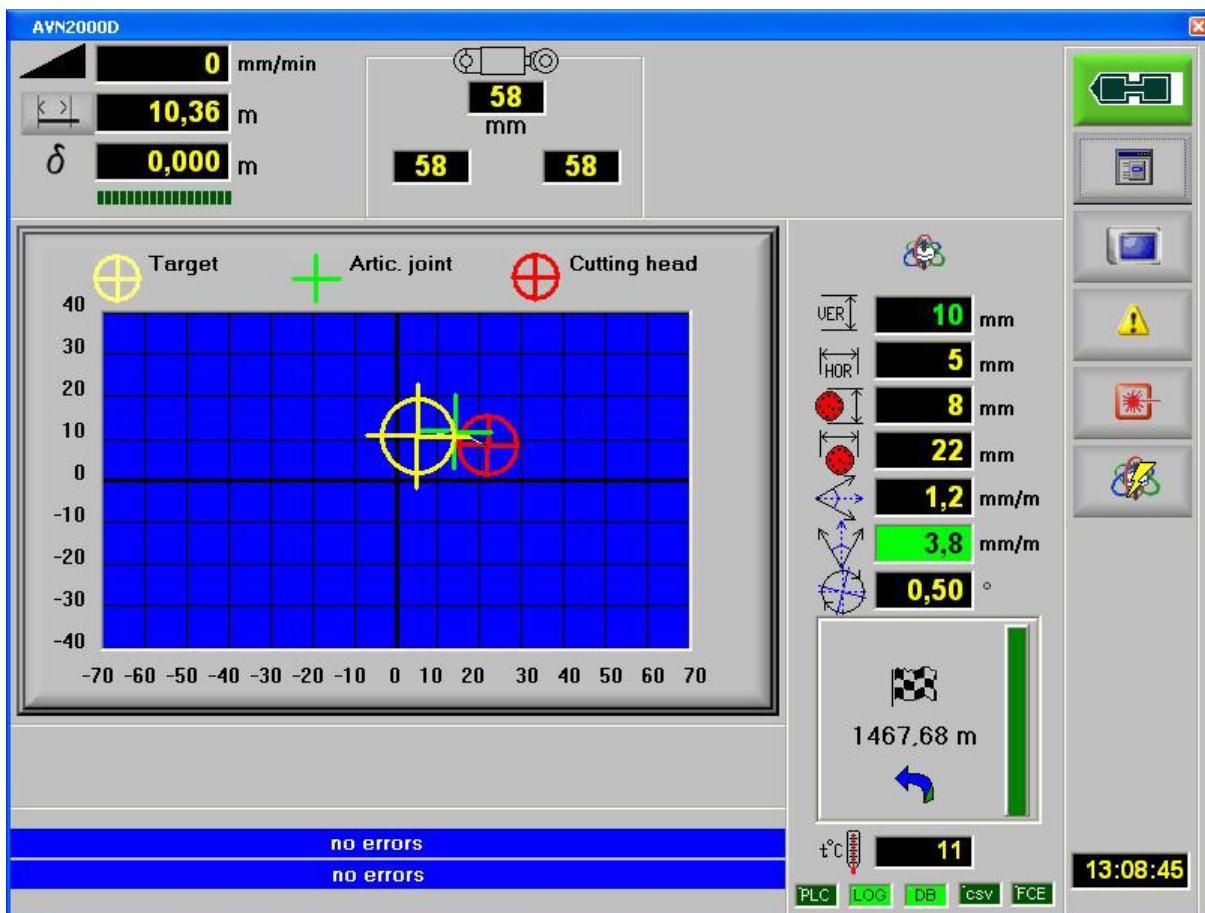 AVN2000D
0 mm/min
10,36 m
δ 0,000 m
58
mm
58 58
Target Artic. joint Cutting head
40
30
20
10
0
-10
-20
-30
-40
-70 -60 -50 -40 -30 -20 -10 0 10 20 30 40 50 60 70
VER 10 mm
HOR 5 mm
8 mm
22 mm
1,2 mm/m
3,8 mm/m
0,50 °
1467,68 m
t°C 11
PLC LOG DB csv FCE
no errors
no errors
13:08:45